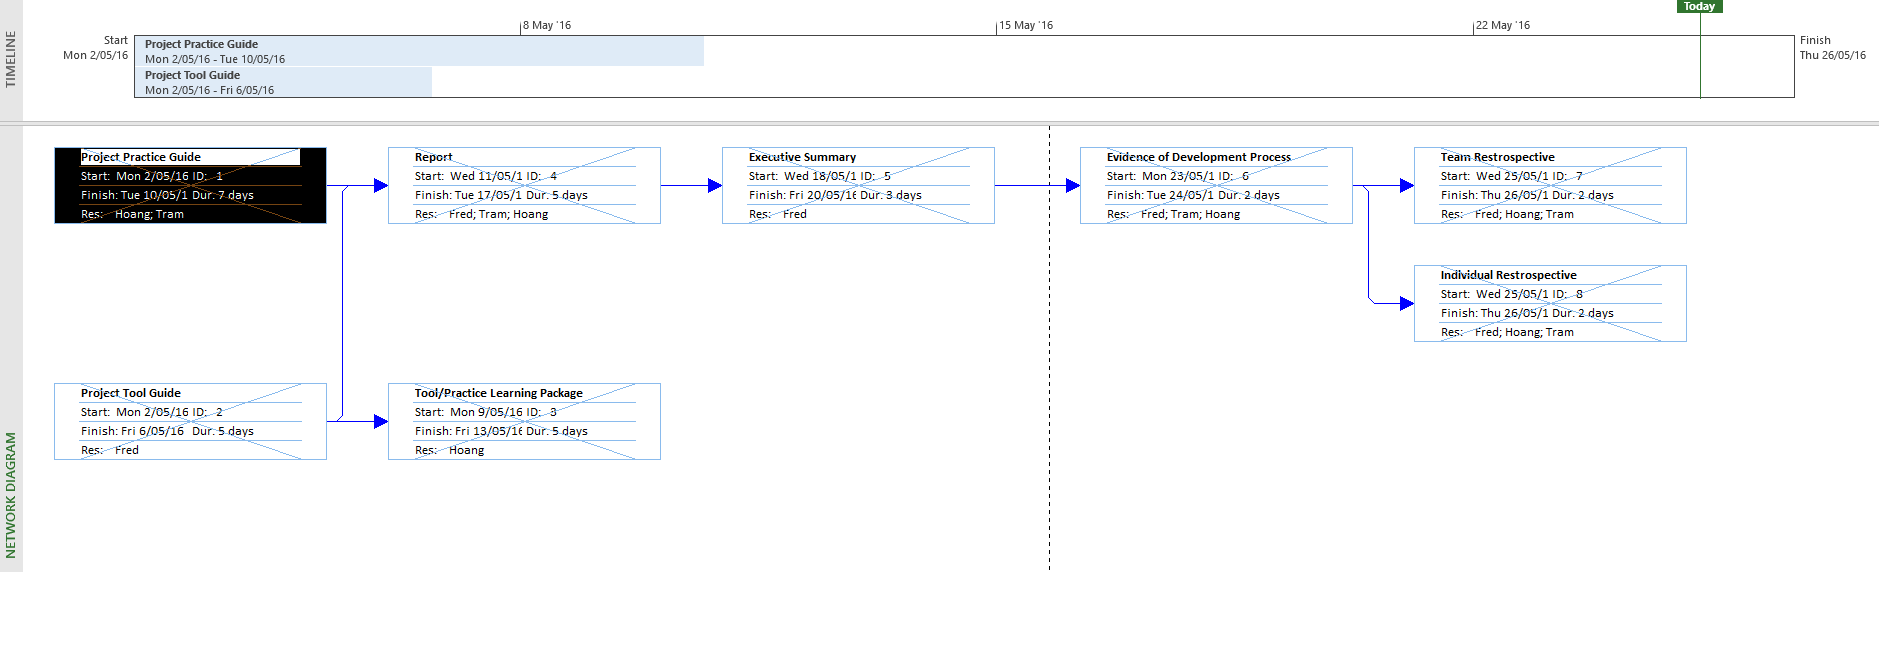 Today
8 May '16
15 May '16
22 May '16
TIMELINE
Start
Mon 2/05/16
Project Practice Guide
Mon 2/05/16 - Tue 10/05/16
Project Tool Guide
Mon 2/05/16 - Fri 6/05/16
Finish
Thu 26/05/16
NETWORK DIAGRAM
Project Practice Guide
Start: Mon 2/05/16 ID: 1
Finish: Tue 10/05/1 Dur: 7 days
Res: Hoang; Tram
Report
Start: Wed 11/05/1 ID: 4
Finish: Tue 17/05/1 Dur: 5 days
Res: Fred; Tram; Hoang
Executive Summary
Start: Wed 18/05/1 ID: 5
Finish: Fri 20/05/16 Dur: 3 days
Res: Fred
Evidence of Development Process
Start: Mon 23/05/1 ID: 6
Finish: Tue 24/05/1 Dur: 2 days
Res: Fred; Tram; Hoang
Team Restrospective
Start: Wed 25/05/1 ID: 7
Finish: Thu 26/05/1 Dur: 2 days
Res: Fred; Hoang; Tram
Individual Restrospective
Start: Wed 25/05/1 ID: 8
Finish: Thu 26/05/1 Dur: 2 days
Res: Fred; Hoang; Tram
Project Tool Guide
Start: Mon 2/05/16 ID: 2
Finish: Fri 6/05/16 Dur: 5 days
Res: Fred
Tool/Practice Learning Package
Start: Mon 9/05/16 ID: 3
Finish: Fri 13/05/16 Dur: 5 days
Res: Hoang